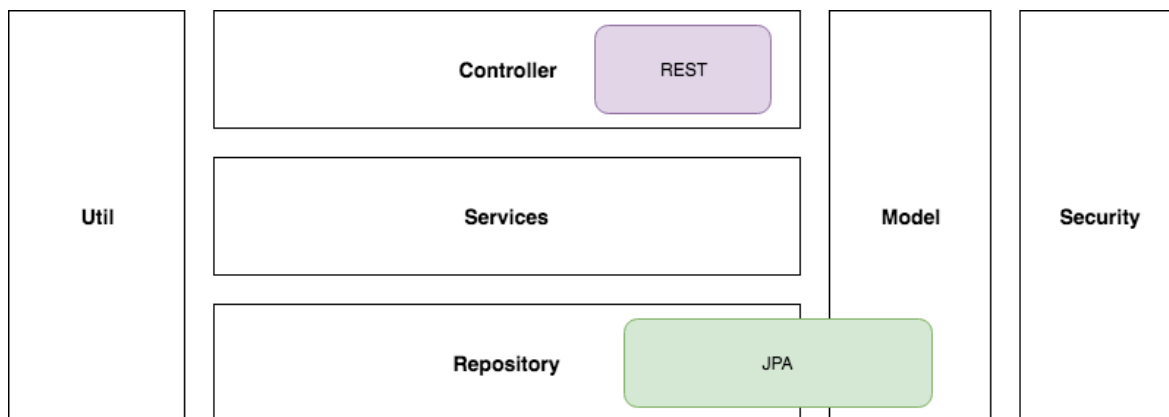 Controller
REST
Util
Services
Model
Security
Repository
JPA